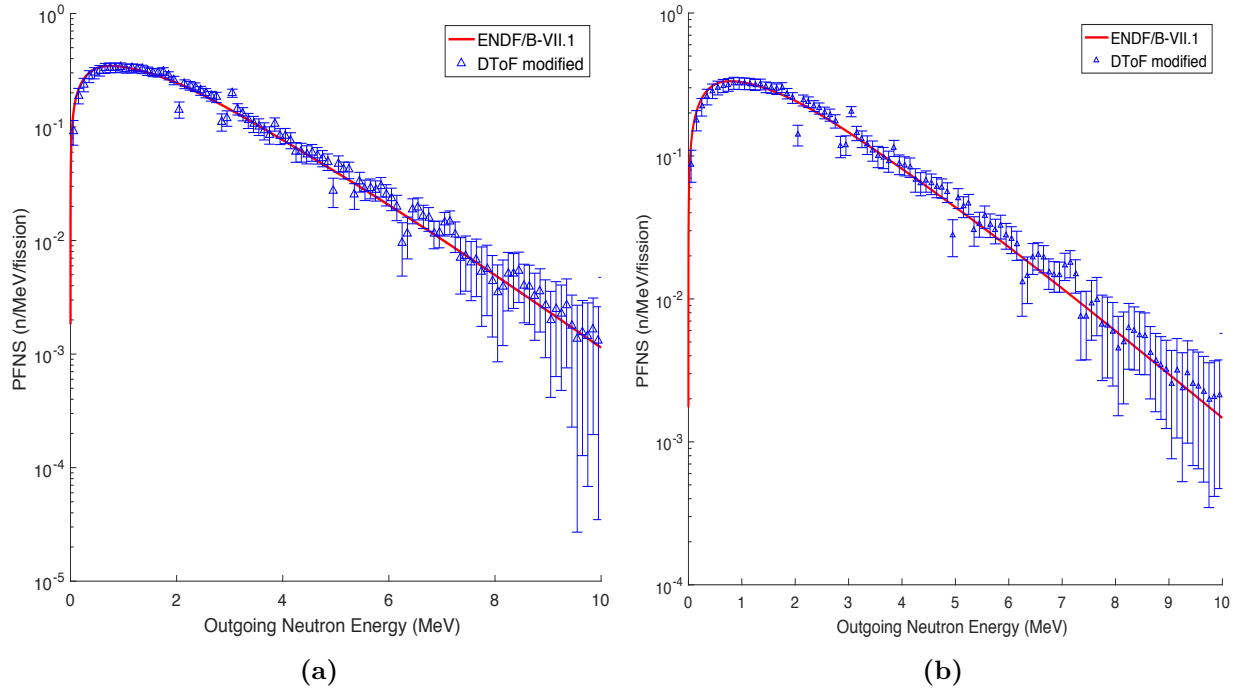 ENDF/B-VII.1
DToF modified
10^0
10^-1
10^-2
10^-3
10^-4
10^-5
PFNS (n/MeV/fission)
0 2 4 6 8 10
Outgoing Neutron Energy (MeV)
(a)
ENDF/B-VII.1
DToF modified
10^0
10^-1
10^-2
10^-3
10^-4
PFNS (n/MeV/fission)
0 1 2 3 4 5 6 7 8 9 10
Outgoing Neutron Energy (MeV)
(b)